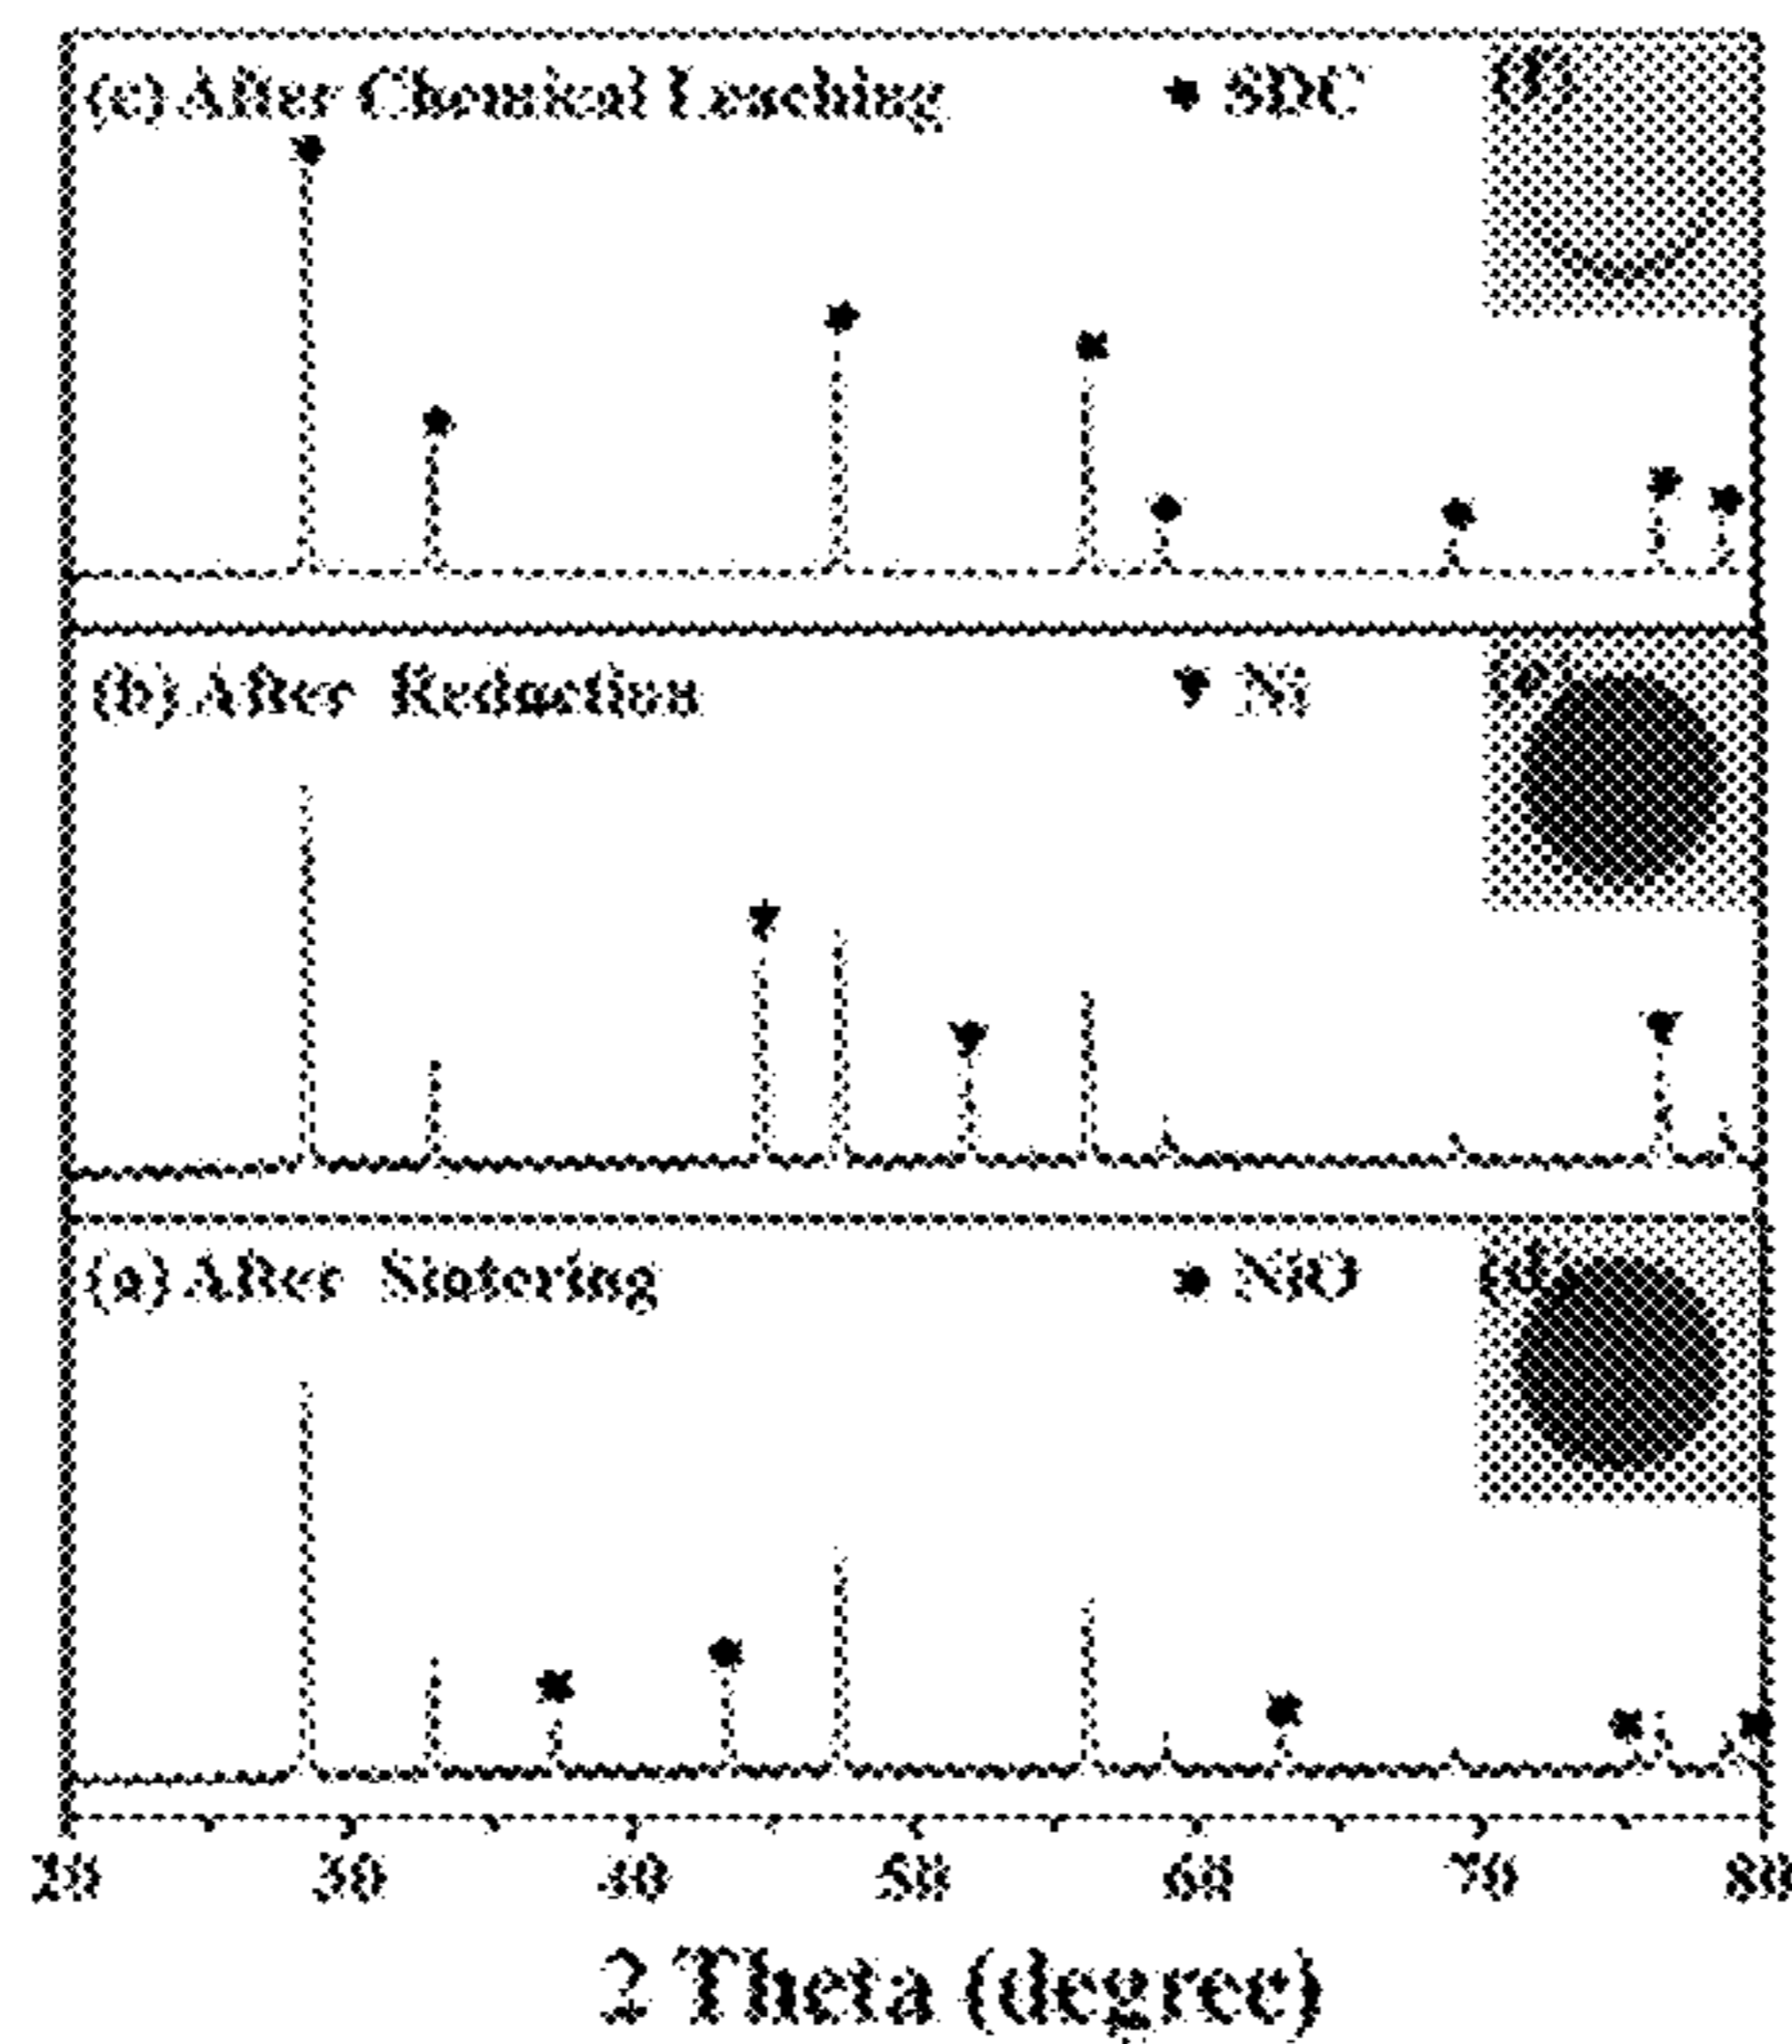 (c) After Chemical Leaching
SDC
(f)
(b) After Reduction
Ni
(a) After Sintering
NiO
(d)
20 30 40 50 60 70 80
2 Theta (degree)